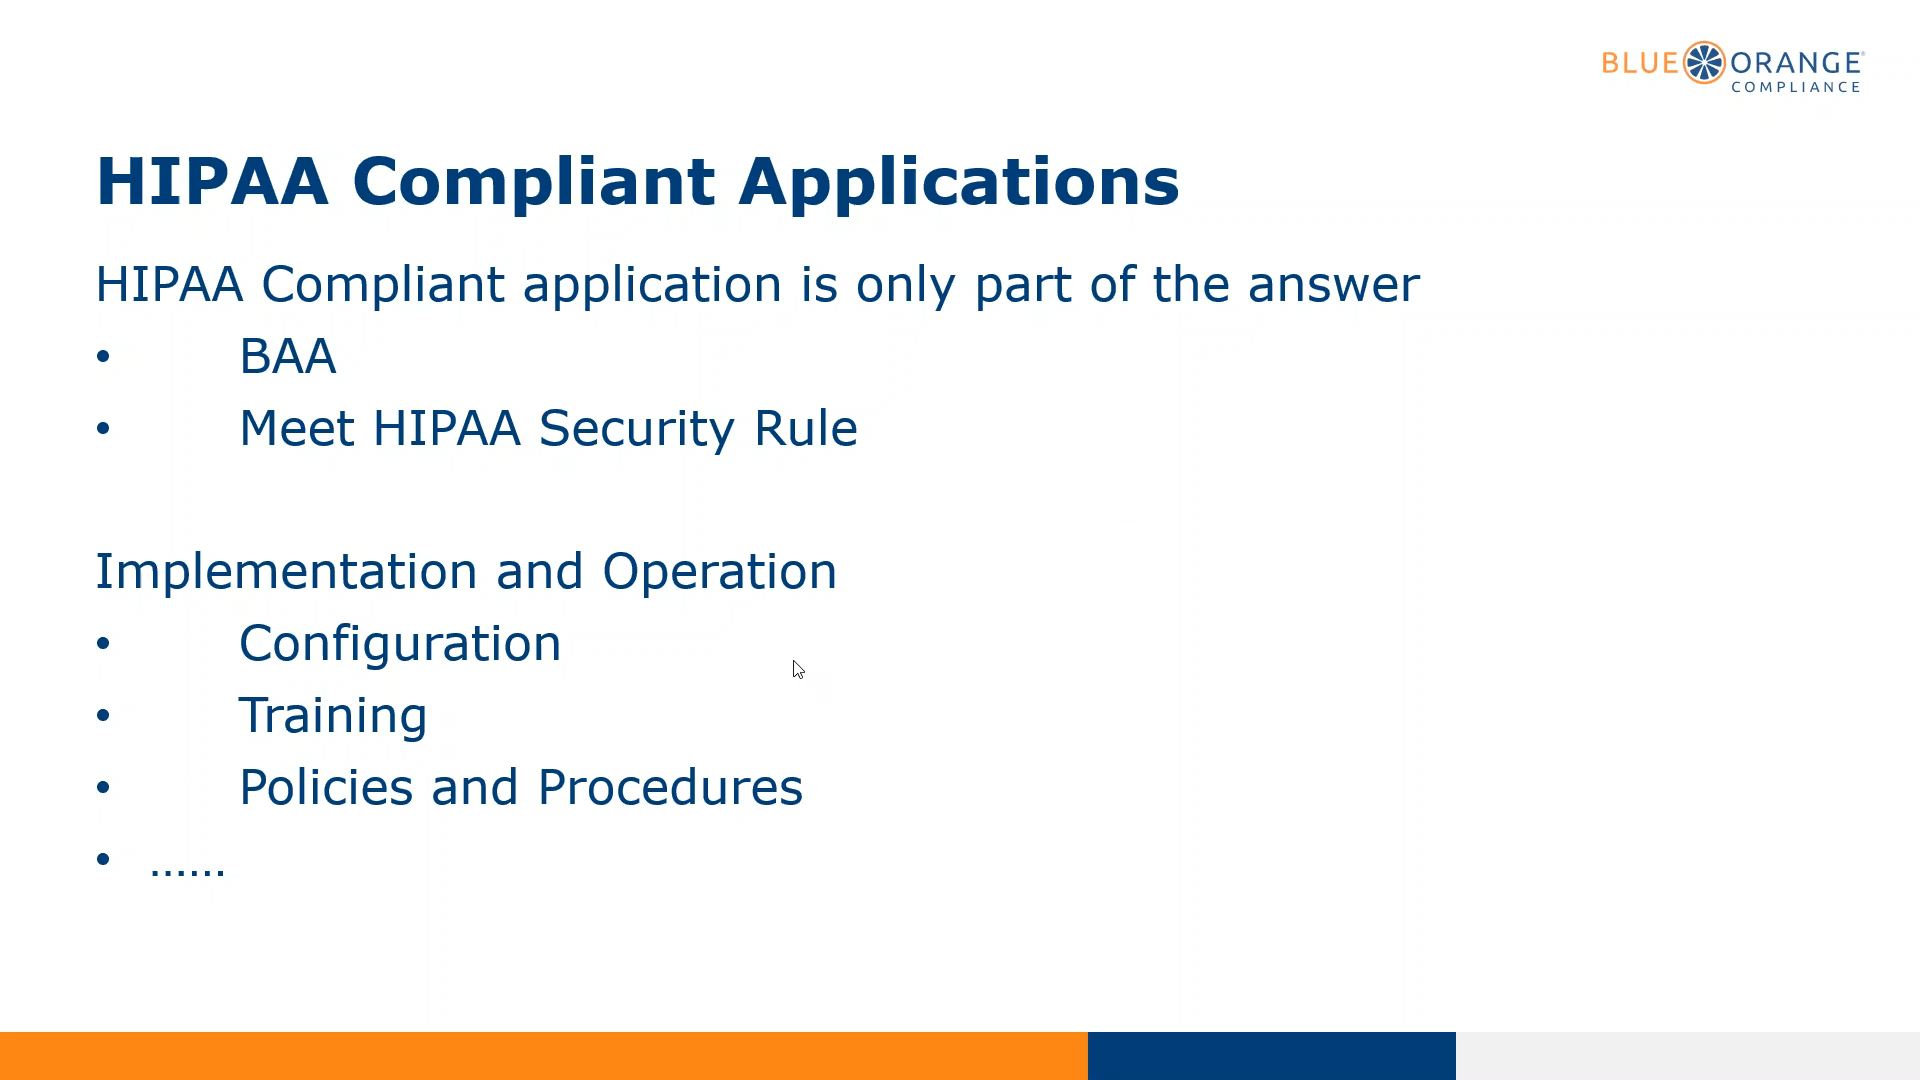 BLUE ORANGE®
COMPLIANCE
HIPAA Compliant Applications
HIPAA Compliant application is only part of the answer
• BAA
• Meet HIPAA Security Rule
Implementation and Operation
• Configuration
• Training
• Policies and Procedures
• ......